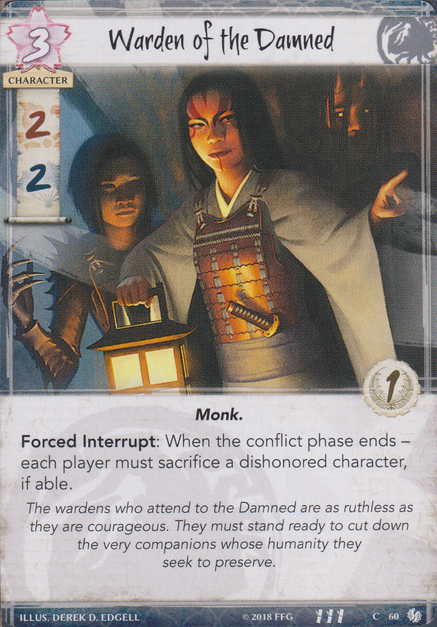 3
Warden of the Damned
CHARACTER
2
2
1
Monk.
Forced Interrupt: When the conflict phase ends –
each player must sacrifice a dishonored character,
if able.
The wardens who attend to the Damned are as ruthless as
they are courageous. They must stand ready to cut down
the very companions whose humanity they
seek to preserve.
ILLUS. DEREK D. EDGELL © 2018 FFG C 60